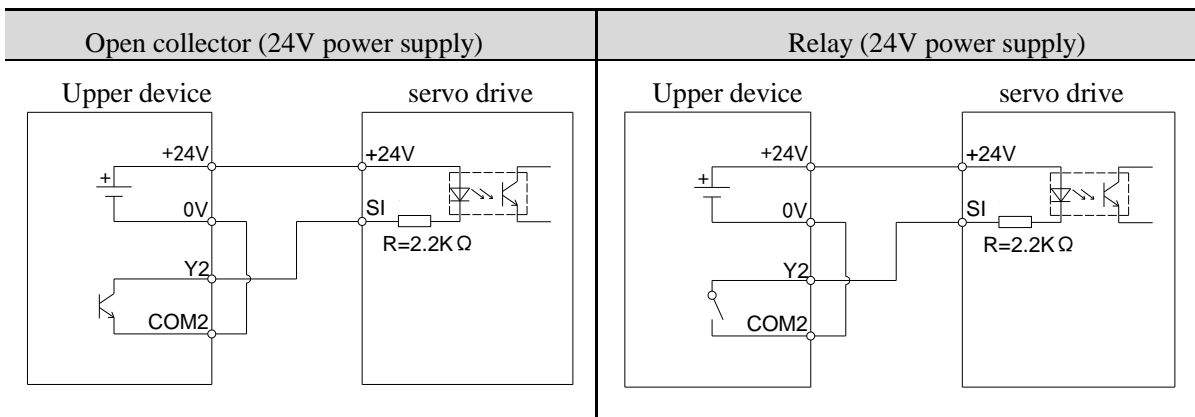 Open collector (24V power supply)
Relay (24V power supply)
Upper device
servo drive
+24V
+24V
+
0V
SI
R=2.2KΩ
Y2
COM2
Upper device
servo drive
+24V
+24V
+
0V
SI
R=2.2KΩ
Y2
COM2